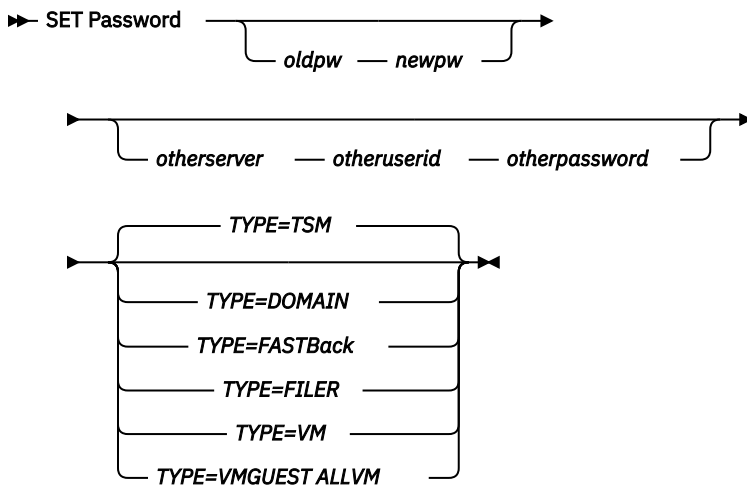 SET Password
oldpw newpw
otherserver otheruserid otherpassword
TYPE=TSM
TYPE=DOMAIN
TYPE=FASTBack
TYPE=FILER
TYPE=VM
TYPE=VMGUEST ALLVM